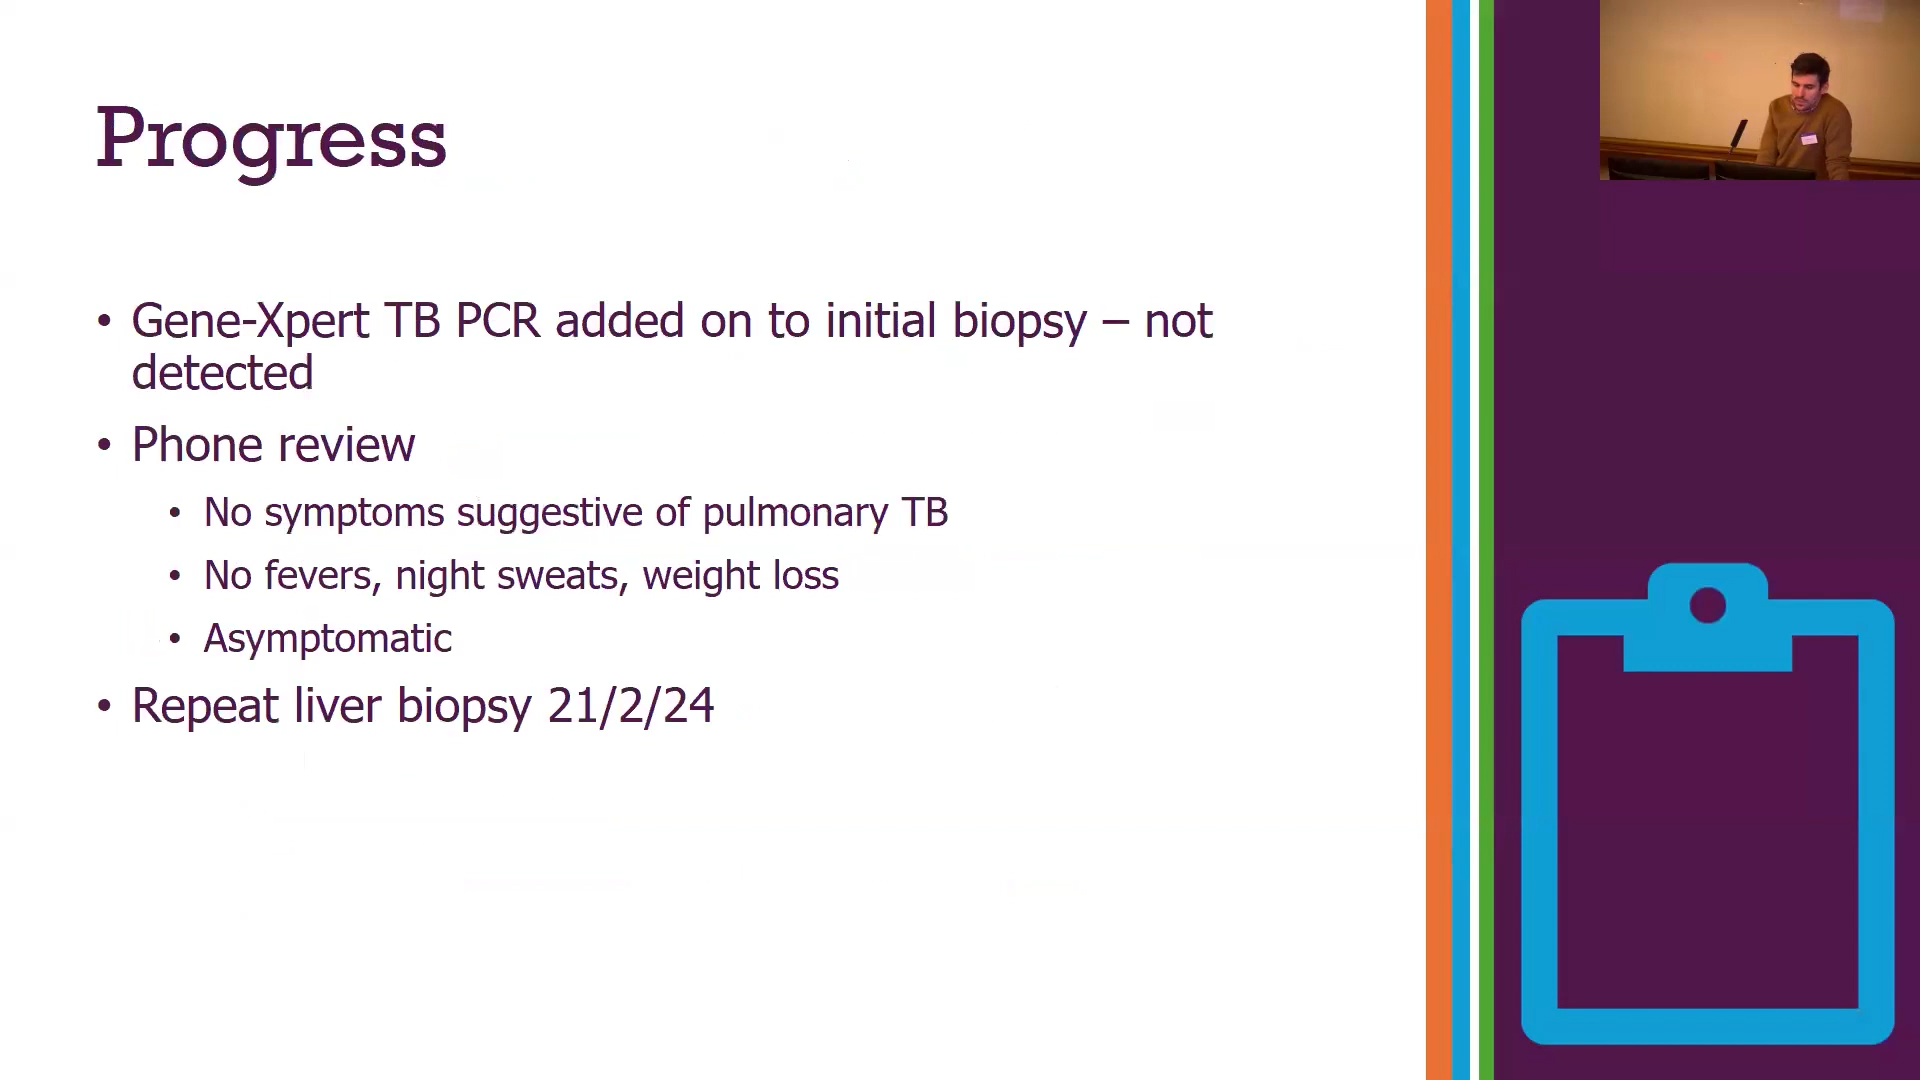 Progress
• Gene-Xpert TB PCR added on to initial biopsy – not
detected
• Phone review
• No symptoms suggestive of pulmonary TB
• No fevers, night sweats, weight loss
• Asymptomatic
• Repeat liver biopsy 21/2/24